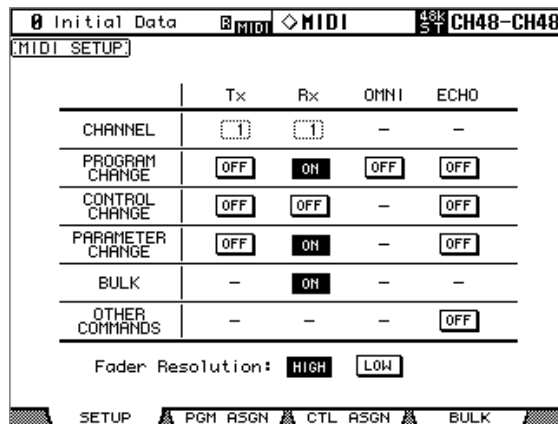 0 Initial Data B MIDI ◇MIDI 48k ST CH48-CH48
MIDI SETUP
Tx Rx OMNI ECHO
CHANNEL 1 1 – –
PROGRAM CHANGE OFF ON OFF OFF
CONTROL CHANGE OFF OFF – OFF
PARAMETER CHANGE OFF ON – OFF
BULK – ON – –
OTHER COMMANDS – – – OFF
Fader Resolution: HIGH LOW
SETUP PGM ASGN CTL ASGN BULK